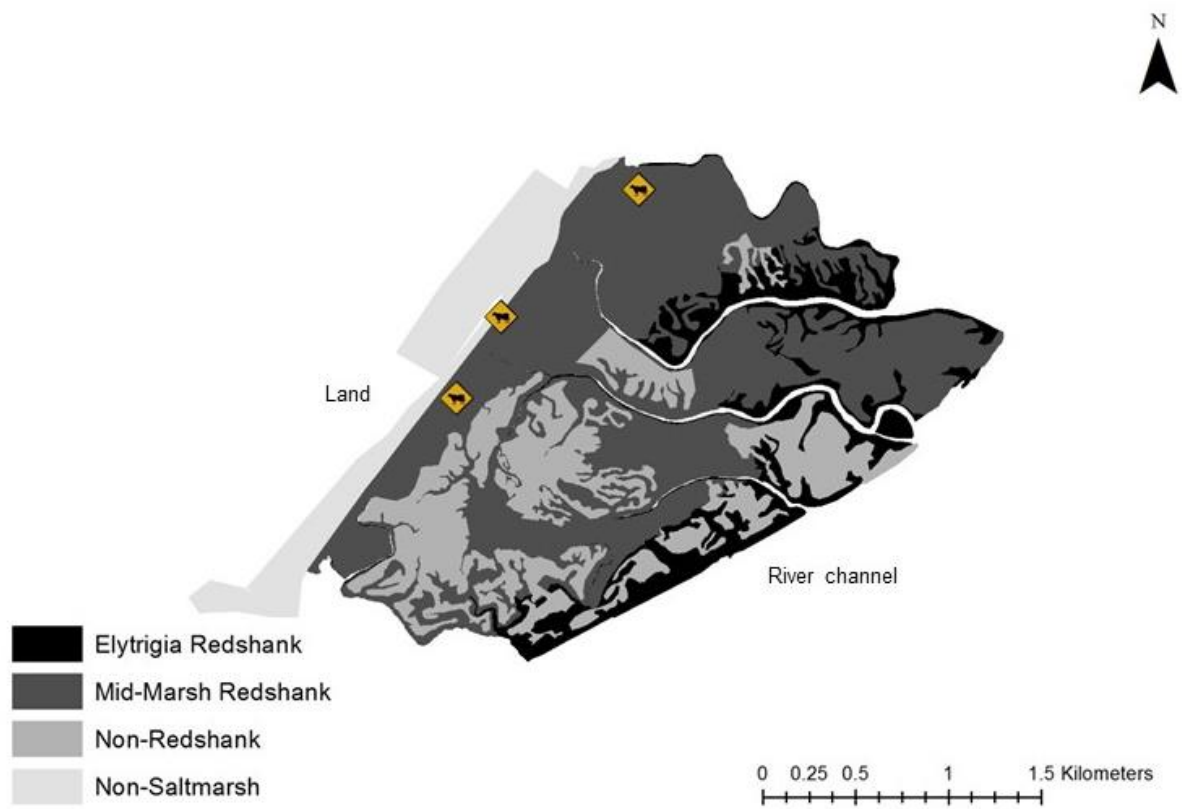 N
Land
River channel
Elytrigia Redshank
Mid-Marsh Redshank
Non-Redshank
Non-Saltmarsh
0 0.25 0.5 1 1.5 Kilometers